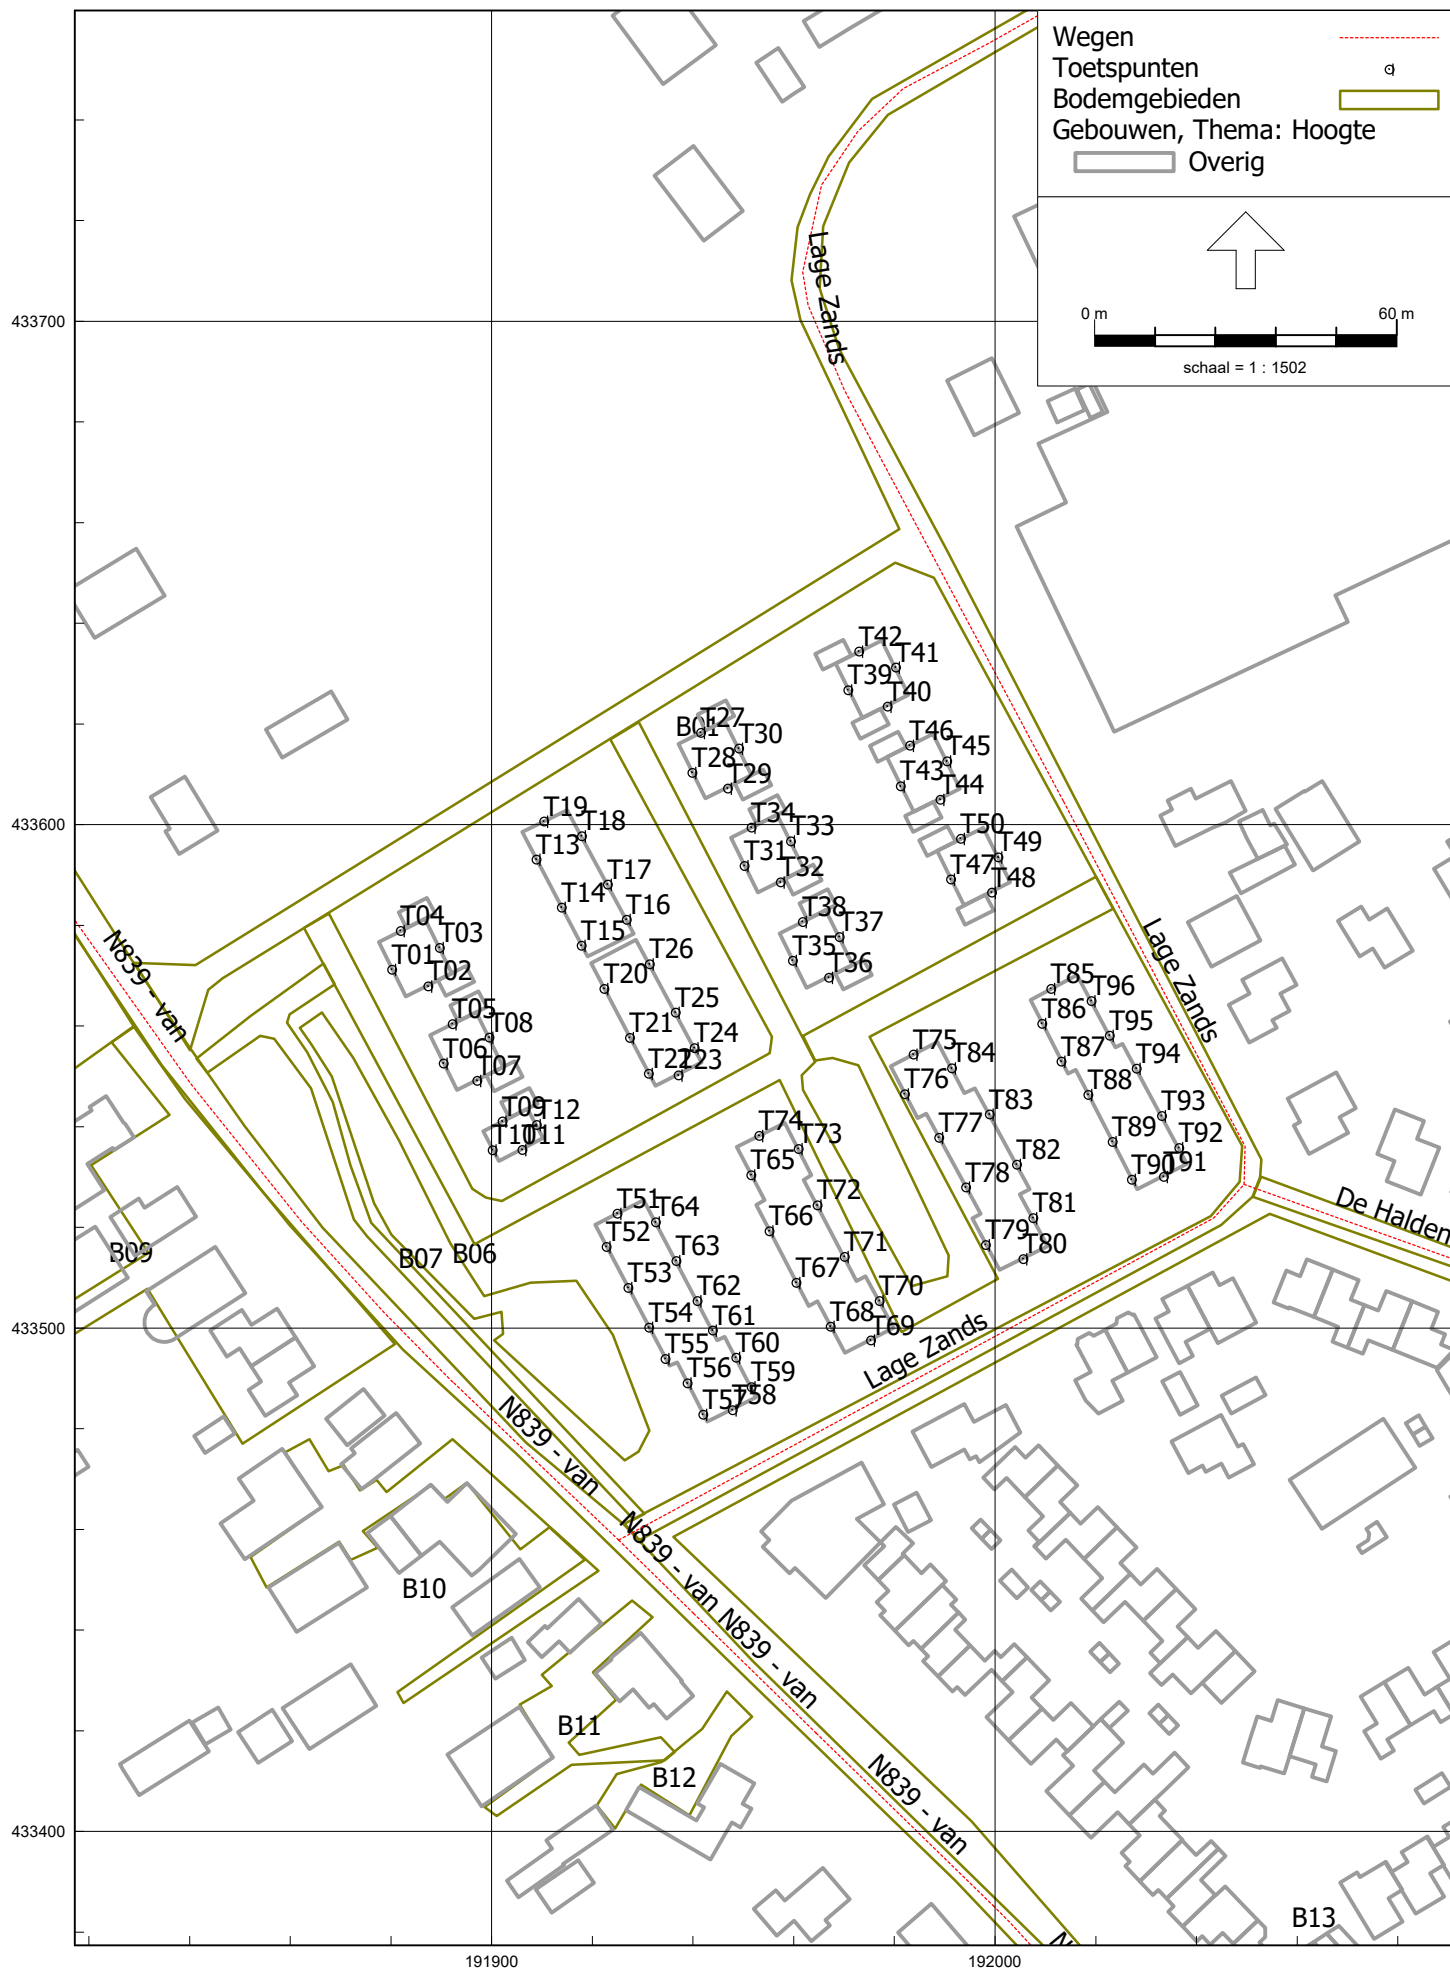 Wegen
Toetspunten
Bodemgebieden
Gebouwen, Thema: Hoogte
Overig
0 m 60 m
schaal = 1 : 1502
Lage Zands
433700
T42
T41
T39
T40
T27
B01
T30
T46
T45
T28
T29
T43
T44
T19
T18
T34
T33
T50
T49
433600
T13
T31
T32
T47
T48
T17
T14
T16
T38
T37
T04
T03
T15
T35
T36
T01
T02
T26
T20
N839 - van
Lage Zands
T85
T96
T05
T08
T25
T86
T95
T21
T24
T06
T07
T22
T23
T75
T84
T87
T94
T76
T88
T09
T12
T83
T93
T10
T11
T74
T73
T77
T89
T92
T65
T82
T90
T91
T78
T51
T64
T72
T81
De Halden
T52
T66
T79
T80
B09
B07
B06
T63
T71
T53
T67
T62
T70
T54
T61
T68
T69
433500
T55
T60
Lage Zands
T56
T59
T57
T58
N839 - van
N839 - van
B10
N839 - van
B11
B12
N839 - van
433400
B13
191900 192000